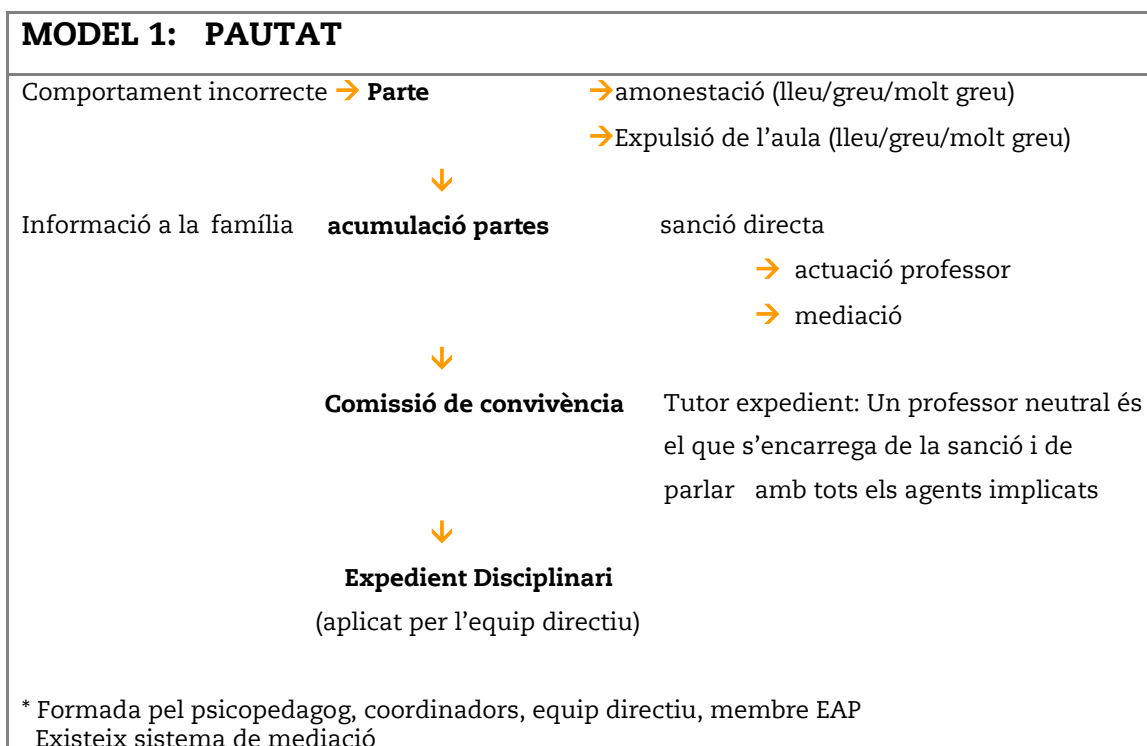 MODEL 1: PAUTAT
Comportament incorrecte → Parte → amonestació (lleu/greu/molt greu)
→ Expulsió de l’aula (lleu/greu/molt greu)
↓
Informació a la família acumulació partes sanció directa
→ actuació professor
→ mediació
↓
Comissió de convivència Tutor expedient: Un professor neutral és
el que s’encarrega de la sanció i de
parlar amb tots els agents implicats
↓
Expedient Disciplinari
(aplicat per l’equip directiu)
* Formada pel psicopedagog, coordinadors, equip directiu, membre EAP
Existeix sistema de mediació